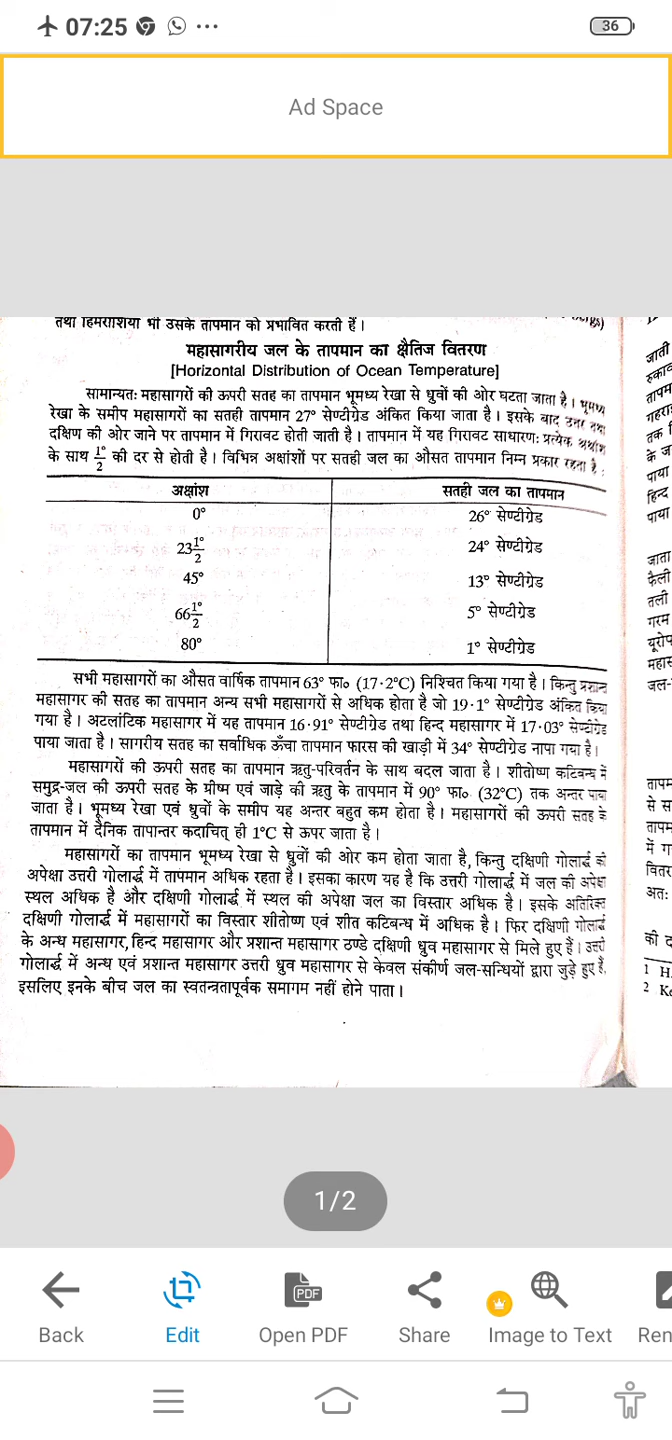 07:25
36
Ad Space
तथा हिमराशियां भी उसके तापमान को प्रभावित करती हैं।
महासागरीय जल के तापमान का क्षैतिज वितरण
[Horizontal Distribution of Ocean Temperature]
सामान्यतः महासागरों की ऊपरी सतह का तापमान भूमध्य रेखा से ध्रुवों की ओर घटता जाता है। भूमध्य
रेखा के समीप महासागरों का सतही तापमान 27° सेण्टीग्रेड अंकित किया जाता है। इसके बाद उत्तर तथा
दक्षिण की ओर जाने पर तापमान में गिरावट होती जाती है। तापमान में यह गिरावट साधारणः प्रत्येक अक्षांश
के साथ 1/2° की दर से होती है। विभिन्न अक्षांशों पर सतही जल का औसत तापमान निम्न प्रकार रहता है :
अक्षांश सतही जल का तापमान
0° 26° सेण्टीग्रेड
23 1/2° 24° सेण्टीग्रेड
45° 13° सेण्टीग्रेड
66 1/2° 5° सेण्टीग्रेड
80° 1° सेण्टीग्रेड
सभी महासागरों का औसत वार्षिक तापमान 63° फा० (17·2°C) निश्चित किया गया है। किन्तु प्रशान्त
महासागर की सतह का तापमान अन्य सभी महासागरों से अधिक होता है जो 19·1° सेण्टीग्रेड अंकित किया
गया है। अटलांटिक महासागर में यह तापमान 16·91° सेण्टीग्रेड तथा हिन्द महासागर में 17·03° सेण्टीग्रेड
पाया जाता है। सागरीय सतह का सर्वाधिक ऊँचा तापमान फारस की खाड़ी में 34° सेण्टीग्रेड नापा गया है।
महासागरों की ऊपरी सतह का तापमान ऋतु-परिवर्तन के साथ बदल जाता है। शीतोष्ण कटिबन्ध में
समुद्र-जल की ऊपरी सतह के ग्रीष्म एवं जाड़े की ऋतु के तापमान में 90° फा० (32°C) तक अन्तर पाया
जाता है। भूमध्य रेखा एवं ध्रुवों के समीप यह अन्तर बहुत कम होता है। महासागरों की ऊपरी सतह के
तापमान में दैनिक तापान्तर कदाचित् ही 1°C से ऊपर जाता है।
महासागरों का तापमान भूमध्य रेखा से ध्रुवों की ओर कम होता जाता है, किन्तु दक्षिणी गोलार्द्ध की
अपेक्षा उत्तरी गोलार्द्ध में तापमान अधिक रहता है। इसका कारण यह है कि उत्तरी गोलार्द्ध में जल की अपेक्षा
स्थल अधिक है और दक्षिणी गोलार्द्ध में स्थल की अपेक्षा जल का विस्तार अधिक है। इसके अतिरिक्त
दक्षिणी गोलार्द्ध में महासागरों का विस्तार शीतोष्ण एवं शीत कटिबन्ध में अधिक है। फिर दक्षिणी गोलार्द्ध
के अन्ध महासागर, हिन्द महासागर और प्रशान्त महासागर ठण्डे दक्षिणी ध्रुव महासागर से मिले हुए हैं। उत्तरी
गोलार्द्ध में अन्ध एवं प्रशान्त महासागर उत्तरी ध्रुव महासागर से केवल संकीर्ण जल-सन्धियों द्वारा जुड़े हुए हैं,
इसलिए इनके बीच जल का स्वतन्त्रतापूर्वक समागम नहीं होने पाता।
1/2
Back Edit Open PDF Share Image to Text Ren
PDF